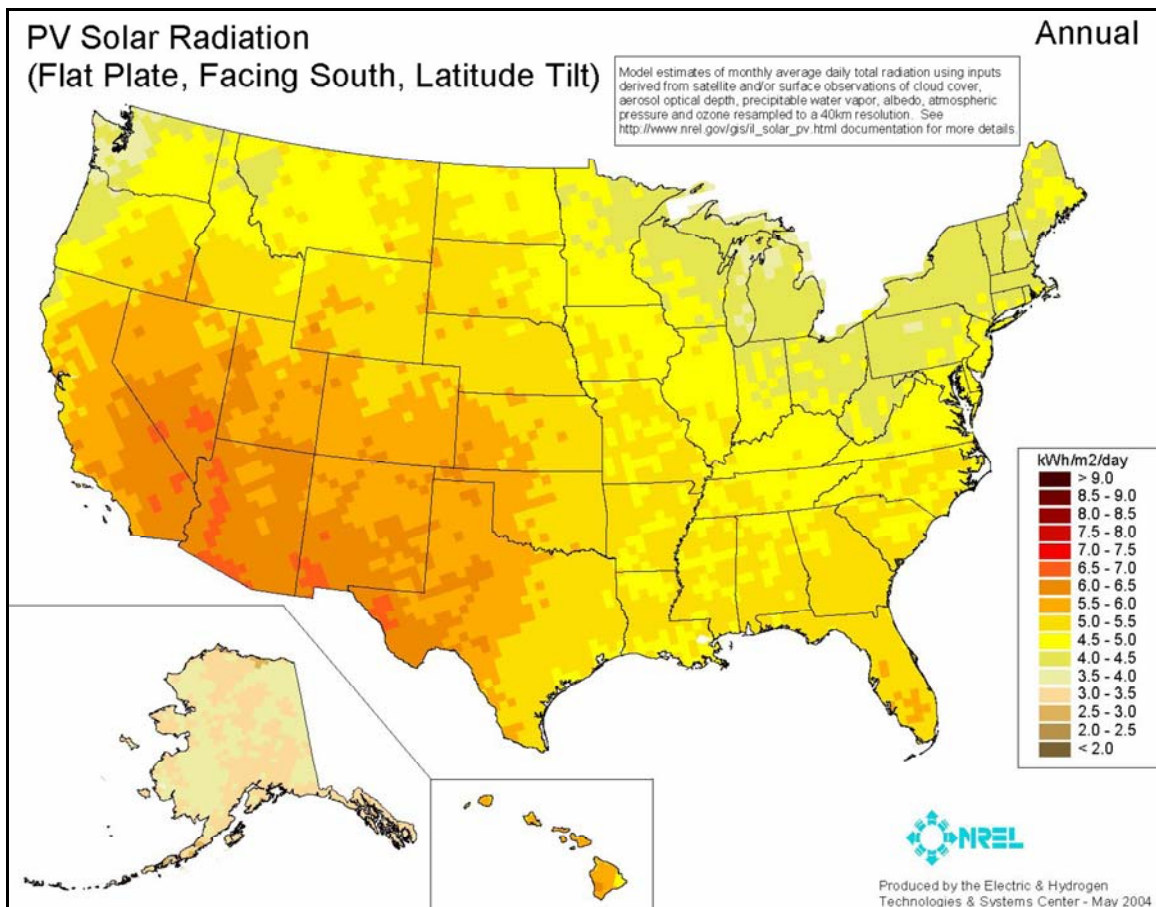 PV Solar Radiation
(Flat Plate, Facing South, Latitude Tilt)
Annual
Model estimates of monthly average daily total radiation using inputs
derived from satellite and/or surface observations of cloud cover,
aerosol optical depth, precipitable water vapor, albedo, atmospheric
pressure and ozone resampled to a 40km resolution. See
http://www.nrel.gov/gis/il_solar_pv.html documentation for more details.
kWh/m2/day
> 9.0
8.5 - 9.0
8.0 - 8.5
7.5 - 8.0
7.0 - 7.5
6.5 - 7.0
6.0 - 6.5
5.5 - 6.0
5.0 - 5.5
4.5 - 5.0
4.0 - 4.5
3.5 - 4.0
3.0 - 3.5
2.5 - 3.0
2.0 - 2.5
< 2.0
NREL
Produced by the Electric & Hydrogen
Technologies & Systems Center - May 2004